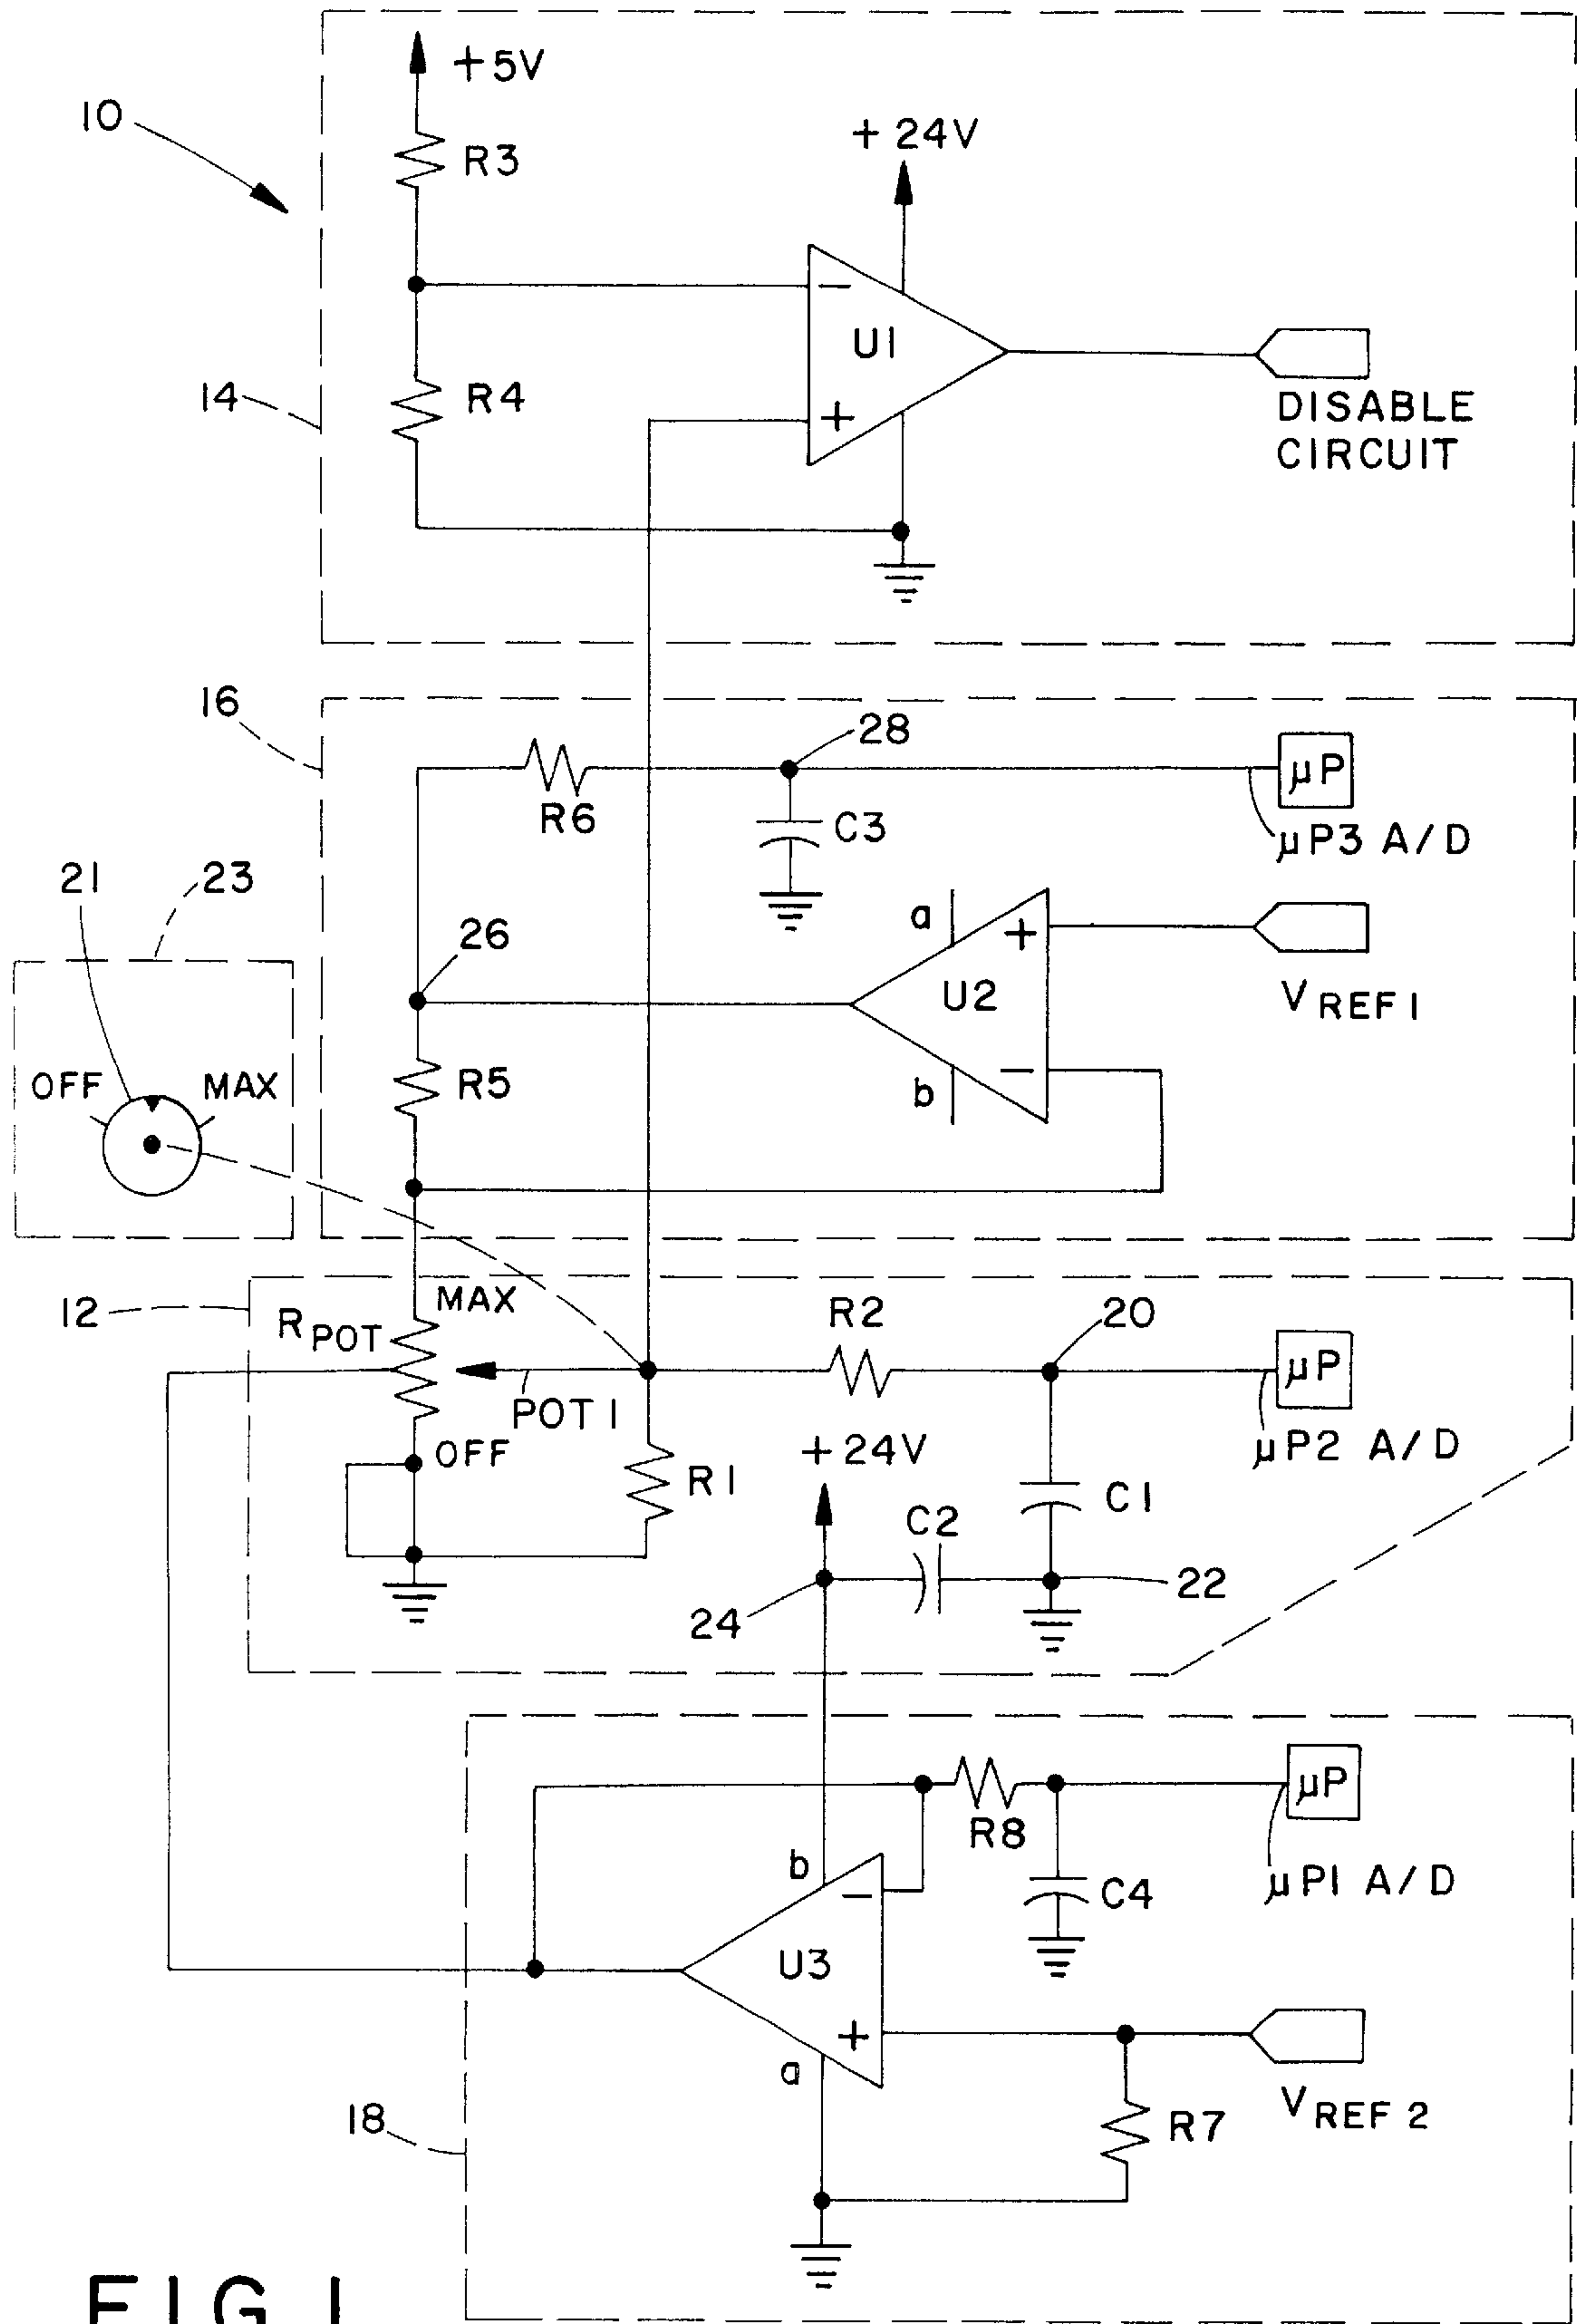 +5V
10
R3
+ 24V
−
U1
R4
+
14
DISABLE
CIRCUIT
16
28
μP
R6
C3
μP3 A/D
21
23
a
+
26
U2
VREF1
OFF
MAX
R5
−
b
12
MAX
RPOT
R2
20
μP
POT1
μP2 A/D
OFF
+24V
R1
C2
C1
22
24
μP
R8
b
−
μP1 A/D
C4
U3
+
a
VREF2
18
R7
FIG.1